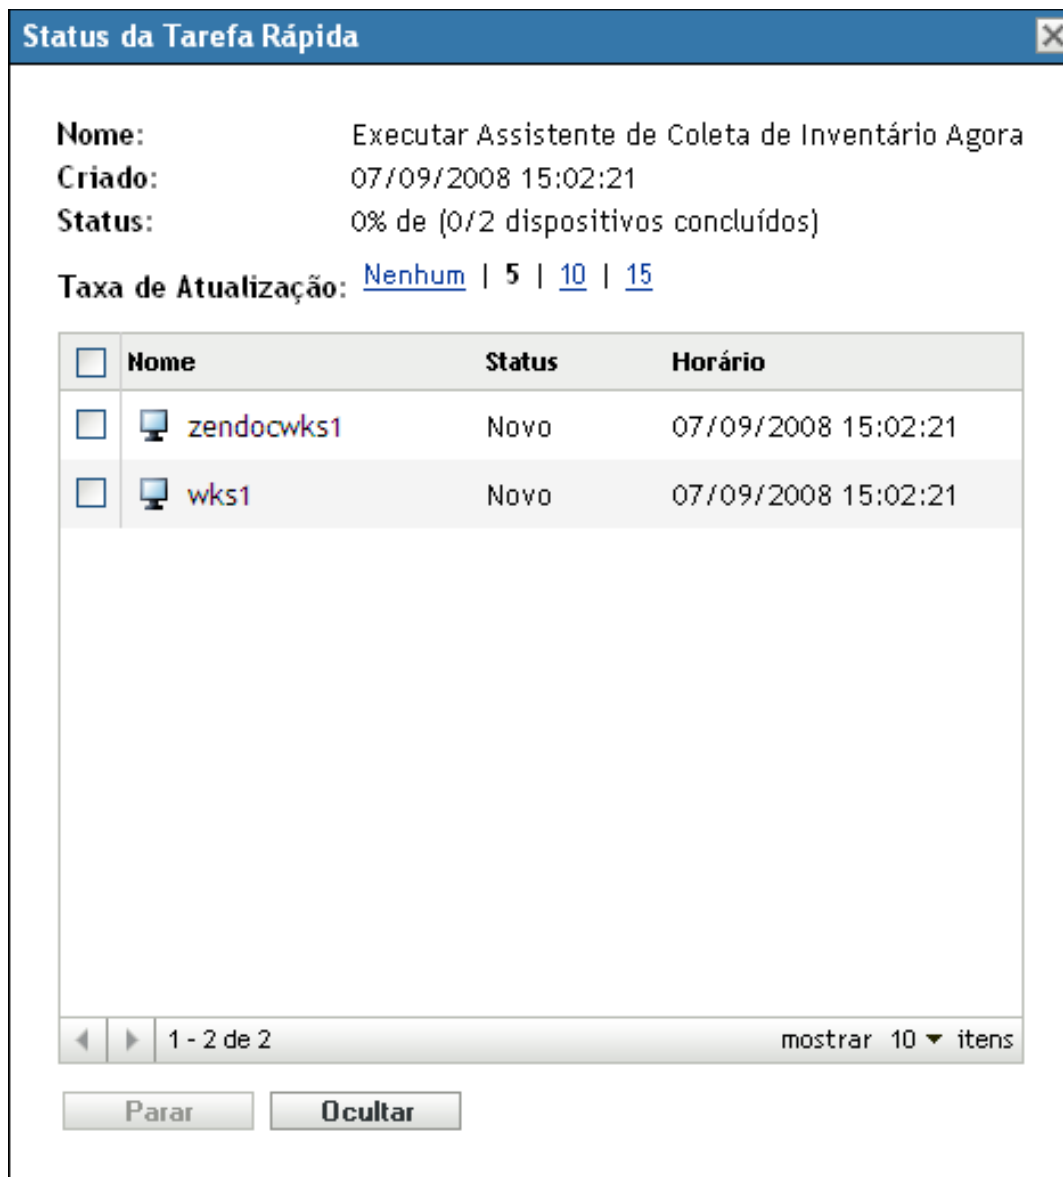 Status da Tarefa Rápida
Nome: Executar Assistente de Coleta de Inventário Agora
Criado: 07/09/2008 15:02:21
Status: 0% de (0/2 dispositivos concluídos)
Taxa de Atualização: Nenhum | 5 | 10 | 15
Nome Status Horário
zendocwks1 Novo 07/09/2008 15:02:21
wks1 Novo 07/09/2008 15:02:21
1 - 2 de 2 mostrar 10 itens
Parar Ocultar